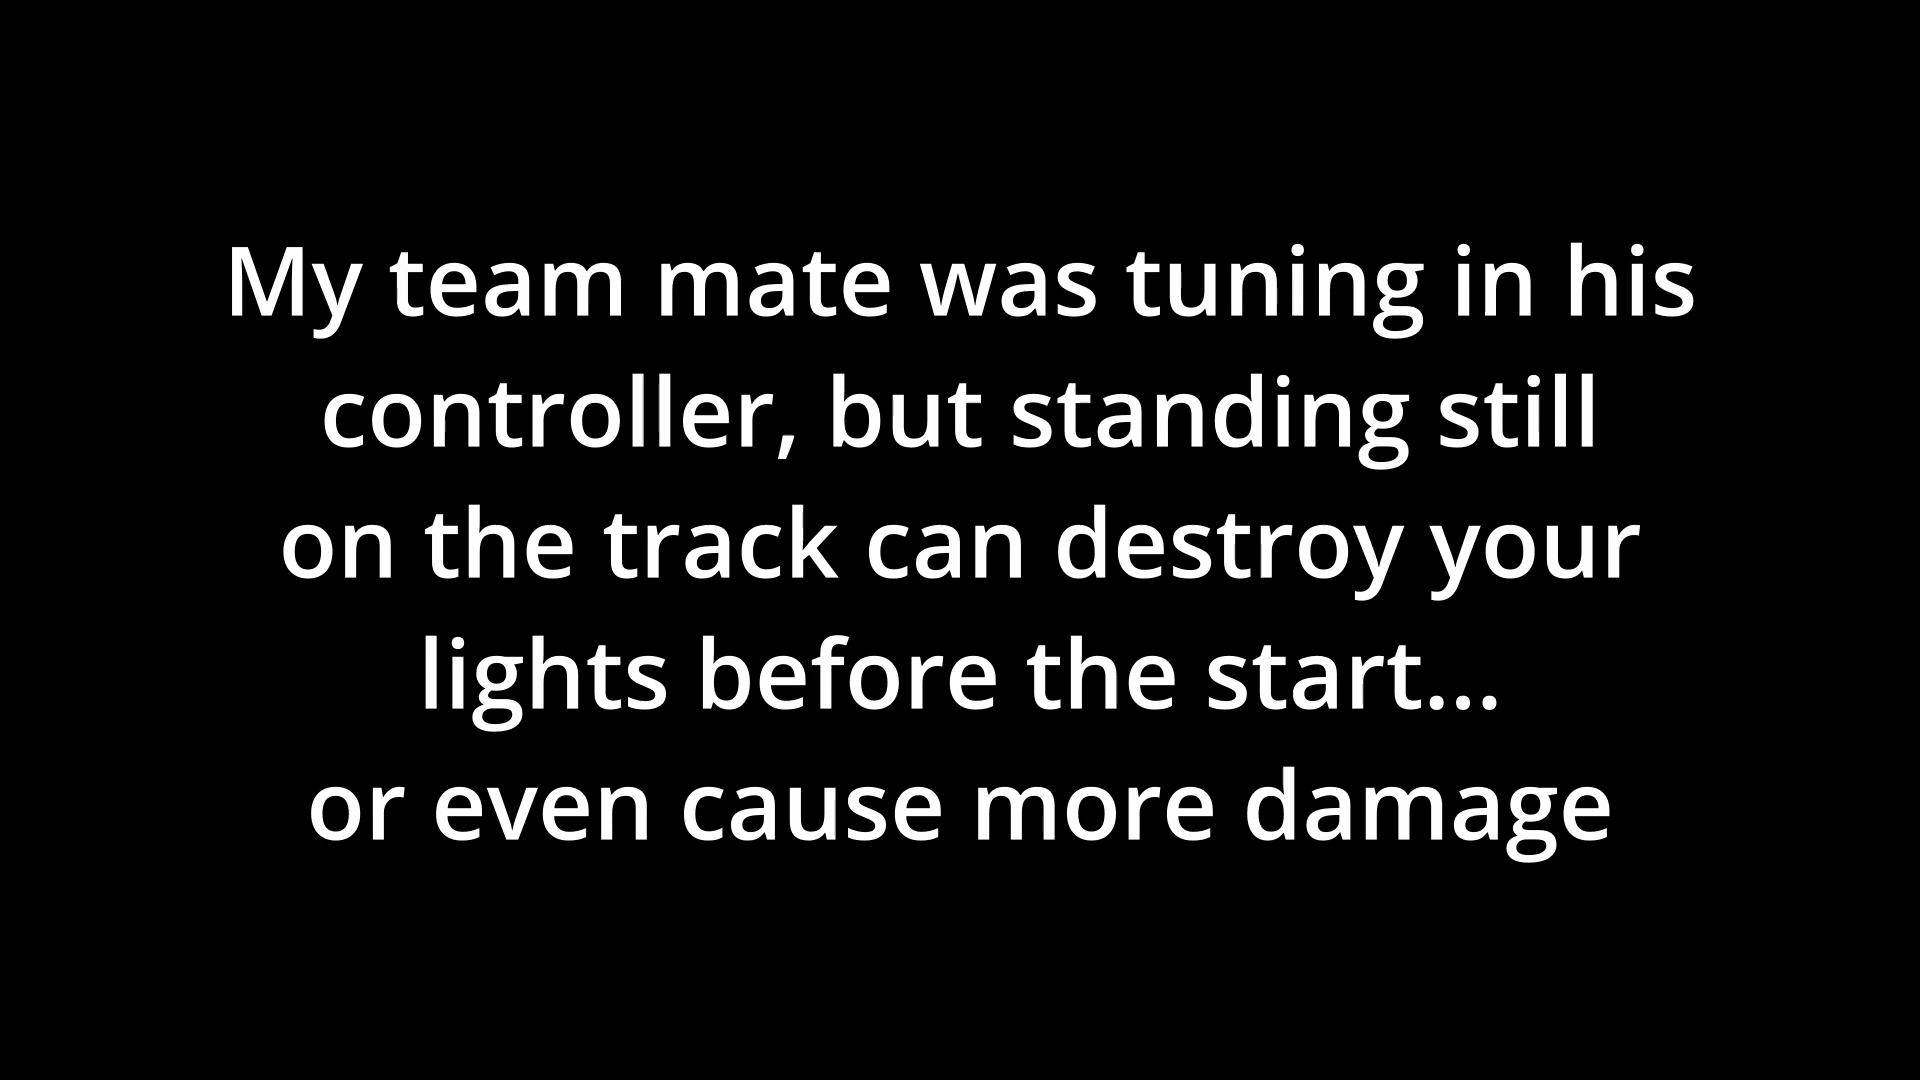 My team mate was tuning in his
controller, but standing still
on the track can destroy your
lights before the start...
or even cause more damage